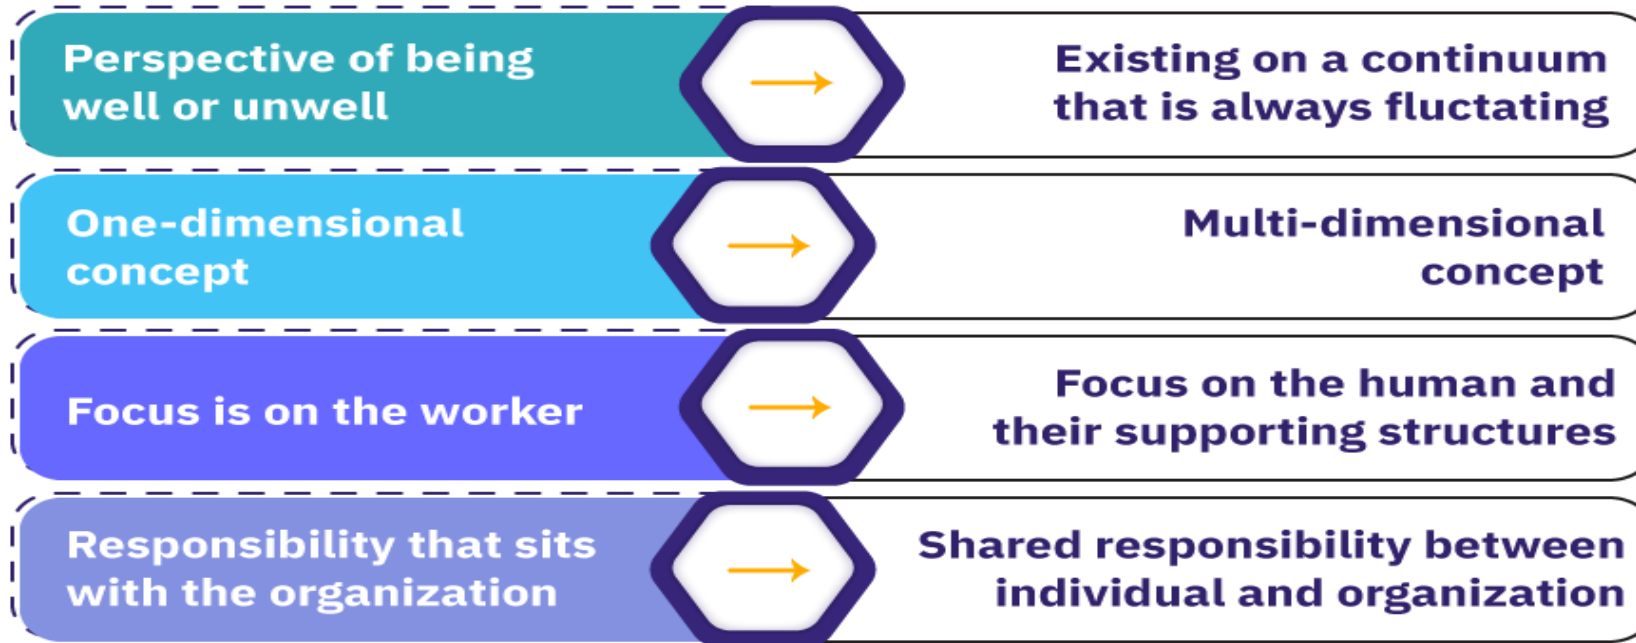 Perspective of being
well or unwell
Existing on a continuum
that is always fluctating
One-dimensional
concept
Multi-dimensional
concept
Focus is on the worker
Focus on the human and
their supporting structures
Responsibility that sits
with the organization
Shared responsibility between
individual and organization